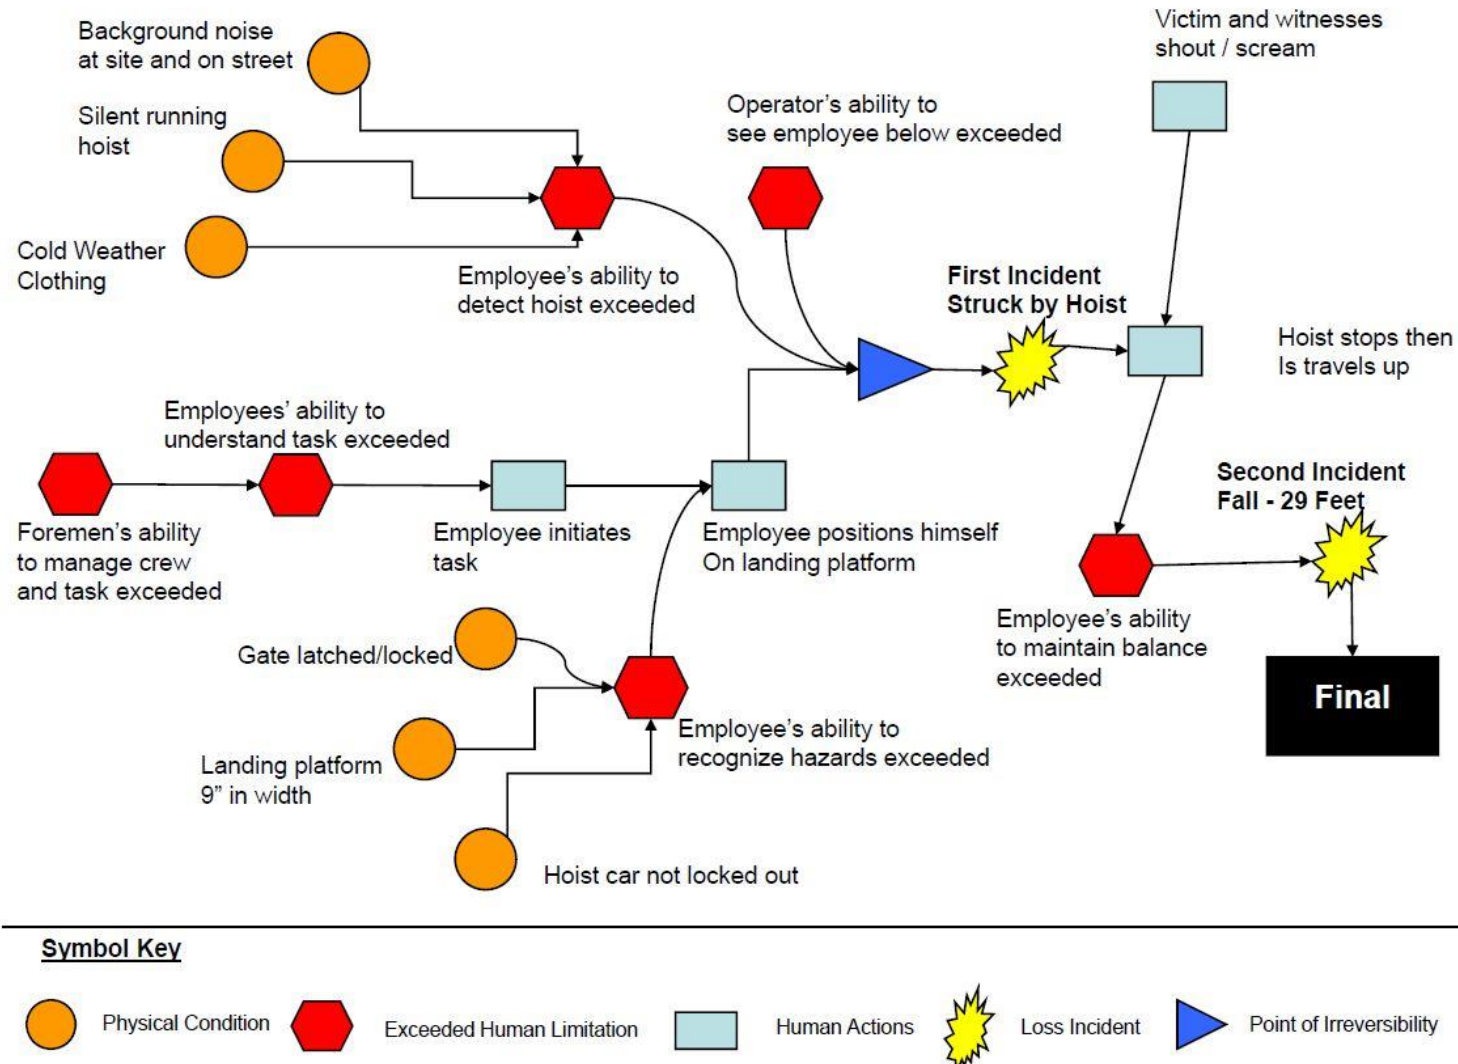 Background noise
at site and on street
Victim and witnesses
shout / scream
Silent running
hoist
Operator's ability to
see employee below exceeded
Cold Weather
Clothing
Employee's ability to
detect hoist exceeded
First Incident
Struck by Hoist
Hoist stops then
Is travels up
Employees' ability to
understand task exceeded
Foremen's ability
to manage crew
and task exceeded
Employee initiates
task
Employee positions himself
On landing platform
Second Incident
Fall - 29 Feet
Employee's ability
to maintain balance
exceeded
Final
Gate latched/locked
Employee's ability to
recognize hazards exceeded
Landing platform
9" in width
Hoist car not locked out
Symbol Key
Physical Condition
Exceeded Human Limitation
Human Actions
Loss Incident
Point of Irreversibility